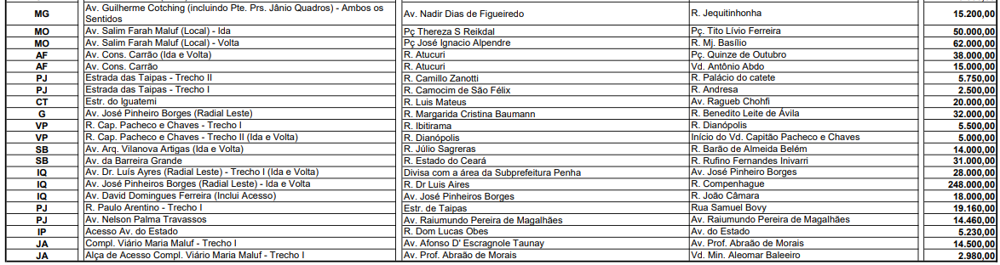 MG Av. Guilherme Cotching (incluindo Pte. Prs. Jânio Quadros) - Ambos os Sentidos Av. Nadir Dias de Figueiredo R. Jequitinhonha 15.200,00
MO Av. Salim Farah Maluf (Local) - Ida Pç Thereza S Reikdal Pç. Tito Lívio Ferreira 50.000,00
MO Av. Salim Farah Maluf (Local) - Volta Pç José Ignacio Alpendre R. Mj. Basílio 62.000,00
AF Av. Cons. Carrão (Ida e Volta) R. Atucuri Pç. Quinze de Outubro 38.000,00
AF Av. Cons. Carrão R. Atucuri Vd. Antônio Abdo 15.000,00
PJ Estrada das Taipas - Trecho II R. Camillo Zanotti R. Palácio do catete 5.750,00
PJ Estrada das Taipas - Trecho I R. Camocim de São Félix R. Andresa 2.500,00
CT Estr. do Iguatemi R. Luis Mateus Av. Ragueb Chohfi 20.000,00
G Av. José Pinheiro Borges (Radial Leste) R. Margarida Cristina Baumann R. Benedito Leite de Ávila 32.000,00
VP R. Cap. Pacheco e Chaves - Trecho I R. Ibitirama R. Dianópolis 5.500,00
VP R. Cap. Pacheco e Chaves - Trecho II (Ida e Volta) R. Dianópolis Início do Vd. Capitão Pacheco e Chaves 5.000,00
SB Av. Arq. Vilanova Artigas (Ida e Volta) R. Júlio Sagreras R. Barão de Almeida Belém 14.000,00
SB Av. da Barreira Grande R. Estado do Ceará R. Rufino Fernandes Inivarri 31.000,00
IQ Av. Dr. Luís Ayres (Radial Leste) - Trecho I (Ida e Volta) Divisa com a área da Subprefeitura Penha Av. José Pinheiro Borges 28.000,00
IQ Av. José Pinheiros Borges (Radial Leste) - Ida e Volta R. Dr Luis Aires R. Compenhague 248.000,00
IQ Av. David Domingues Ferreira (Inclui Acesso) Av. José Pinheiros Borges R. João Câmara 18.000,00
PJ R. Paulo Arentino - Trecho I Estr. de Taipas Rua Samuel Bovy 19.160,00
PJ Av. Nelson Palma Travassos Av. Raiumundo Pereira de Magalhães Av. Raiumundo Pereira de Magalhães 14.460,00
IP Acesso Av. do Estado R. Dom Lucas Obes Av. do Estado 5.230,00
JA Compl. Viário Maria Maluf - Trecho I Av. Afonso D' Escragnole Taunay Av. Prof. Abraão de Morais 14.500,00
JA Alça de Acesso Compl. Viário Maria Maluf - Trecho I Av. Prof. Abraão de Morais Vd. Min. Aleomar Baleeiro 2.980,00